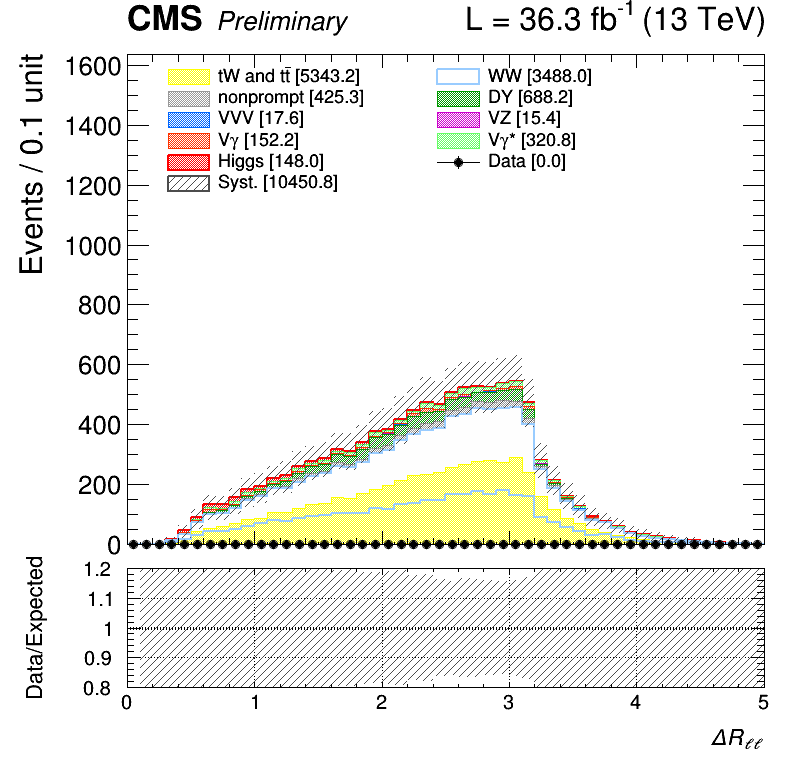 CMS Preliminary L = 36.3 fb⁻¹ (13 TeV)
Events / 0.1 unit
1600
1400
1200
1000
800
600
400
200
0
tW and tt̄ [5343.2]
nonprompt [425.3]
VVV [17.6]
Vγ [152.2]
Higgs [148.0]
Syst. [10450.8]
WW [3488.0]
DY [688.2]
VZ [15.4]
Vγ* [320.8]
Data [0.0]
Data/Expected
1.2
1.1
1
0.9
0.8
0 1 2 3 4 5
ΔRℓℓ